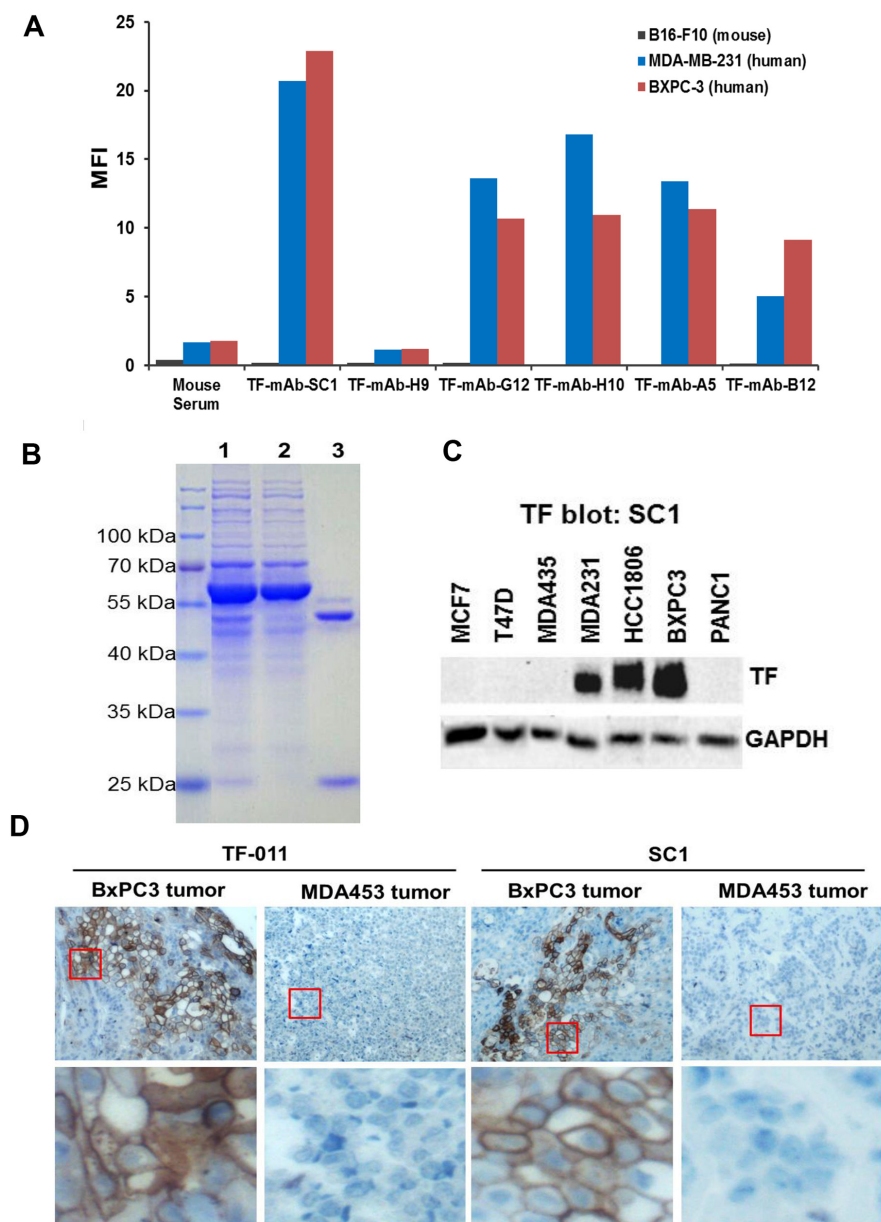 A
25
20
15
10
5
0
MFI
B16-F10 (mouse)
MDA-MB-231 (human)
BXPC-3 (human)
Mouse Serum
TF-mAb-SC1
TF-mAb-H9
TF-mAb-G12
TF-mAb-H10
TF-mAb-A5
TF-mAb-B12
B
1 2 3
100 kDa
70 kDa
55 kDa
40 kDa
35 kDa
25 kDa
C
TF blot: SC1
MCF7
T47D
MDA435
MDA231
HCC1806
BXPC3
PANC1
TF
GAPDH
D
TF-011
SC1
BxPC3 tumor
MDA453 tumor
BxPC3 tumor
MDA453 tumor